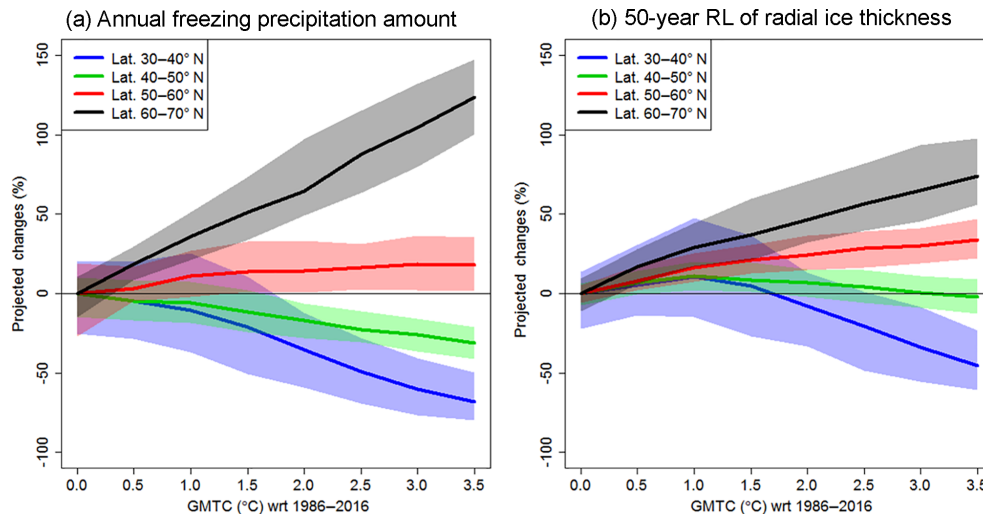 (a) Annual freezing precipitation amount
Lat. 30–40° N
Lat. 40–50° N
Lat. 50–60° N
Lat. 60–70° N
Projected changes (%)
150
100
50
0
-50
-100
0.0 0.5 1.0 1.5 2.0 2.5 3.0 3.5
GMTC (°C) wrt 1986–2016
(b) 50-year RL of radial ice thickness
Lat. 30–40° N
Lat. 40–50° N
Lat. 50–60° N
Lat. 60–70° N
Projected changes (%)
150
100
50
0
-50
-100
0.0 0.5 1.0 1.5 2.0 2.5 3.0 3.5
GMTC (°C) wrt 1986–2016